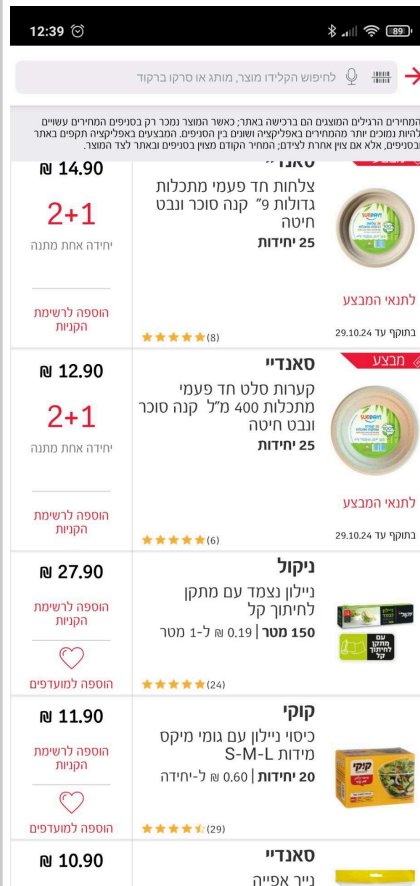 12:39
89
לחיפוש הקלידו מוצר, מותג או סרקו ברקוד
המחירים הרגילים המוצגים הם ברכישה באתר; כאשר המוצר נמכר רק בסניפים המחירים עשויים
להיות נמוכים יותר מהמחירים באפליקציה ושונים בין הסניפים. המבצעים באפליקציה תקפים באתר
ובסניפים, אלא אם צוין אחרת לצידם; המחיר הקודם מצוין בסניפים ובאתר לצד המוצר.
מבצע
סאנדיי
צלחות חד פעמי מתכלות
גדולות 9" קנה סוכר ונבט
חיטה
25 יחידות
(8)
₪ 14.90
2+1
יחידה אחת מתנה
הוספה לרשימת
הקניות
SUNDAY
לתנאי המבצע
בתוקף עד 29.10.24
מבצע
סאנדיי
קערות סלט חד פעמי
מתכלות 400 מ"ל קנה סוכר
ונבט חיטה
25 יחידות
(6)
₪ 12.90
2+1
יחידה אחת מתנה
הוספה לרשימת
הקניות
SUNDAY
לתנאי המבצע
בתוקף עד 29.10.24
ניקול
ניילון נצמד עם מתקן
לחיתוך קל
150 מטר | 0.19 ₪ ל-1 מטר
(24)
₪ 27.90
הוספה לרשימת
הקניות
הוספה למועדפים
עם
מתקן
לחיתוך
קל
קוקי
כיסוי ניילון עם גומי מיקס
מידות S-M-L
20 יחידות | 0.60 ₪ ל-יחידה
(29)
₪ 11.90
הוספה לרשימת
הקניות
הוספה למועדפים
קוקי
סאנדיי
נייר אפייה
₪ 10.90